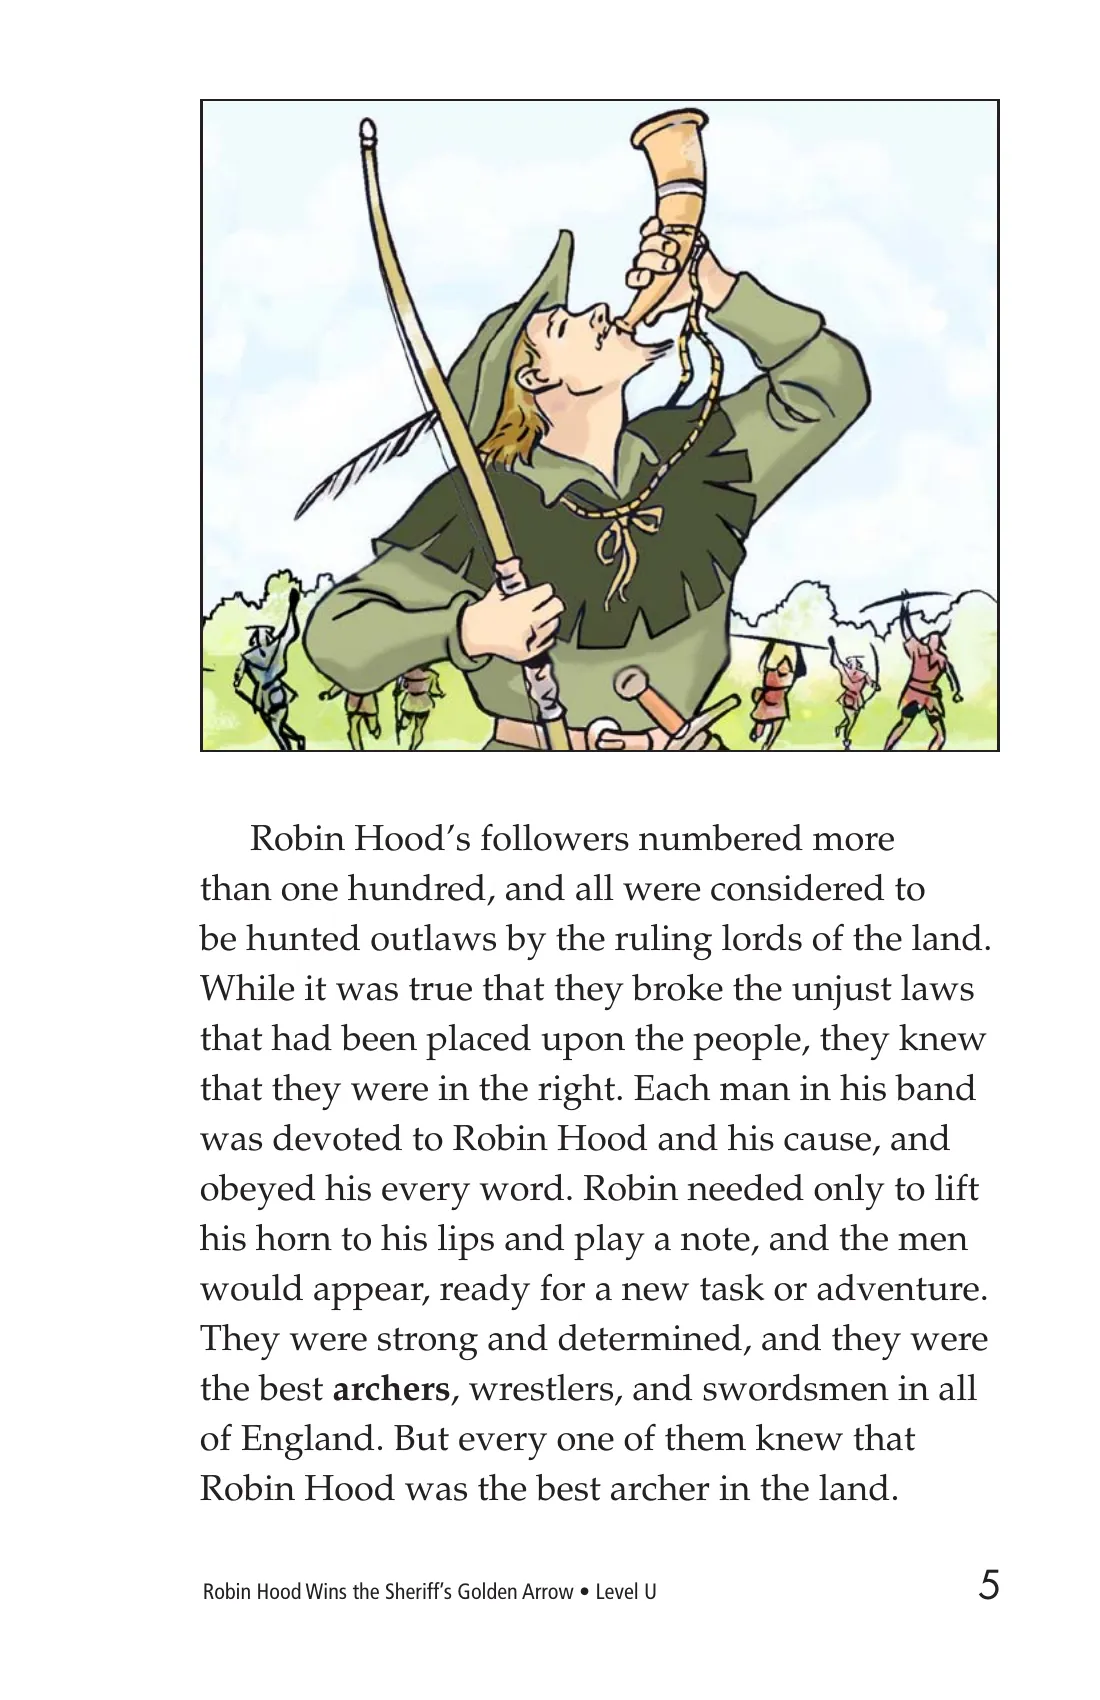 Robin Hood’s followers numbered more
than one hundred, and all were considered to
be hunted outlaws by the ruling lords of the land.
While it was true that they broke the unjust laws
that had been placed upon the people, they knew
that they were in the right. Each man in his band
was devoted to Robin Hood and his cause, and
obeyed his every word. Robin needed only to lift
his horn to his lips and play a note, and the men
would appear, ready for a new task or adventure.
They were strong and determined, and they were
the best archers, wrestlers, and swordsmen in all
of England. But every one of them knew that
Robin Hood was the best archer in the land.
Robin Hood Wins the Sheriff’s Golden Arrow • Level U
5